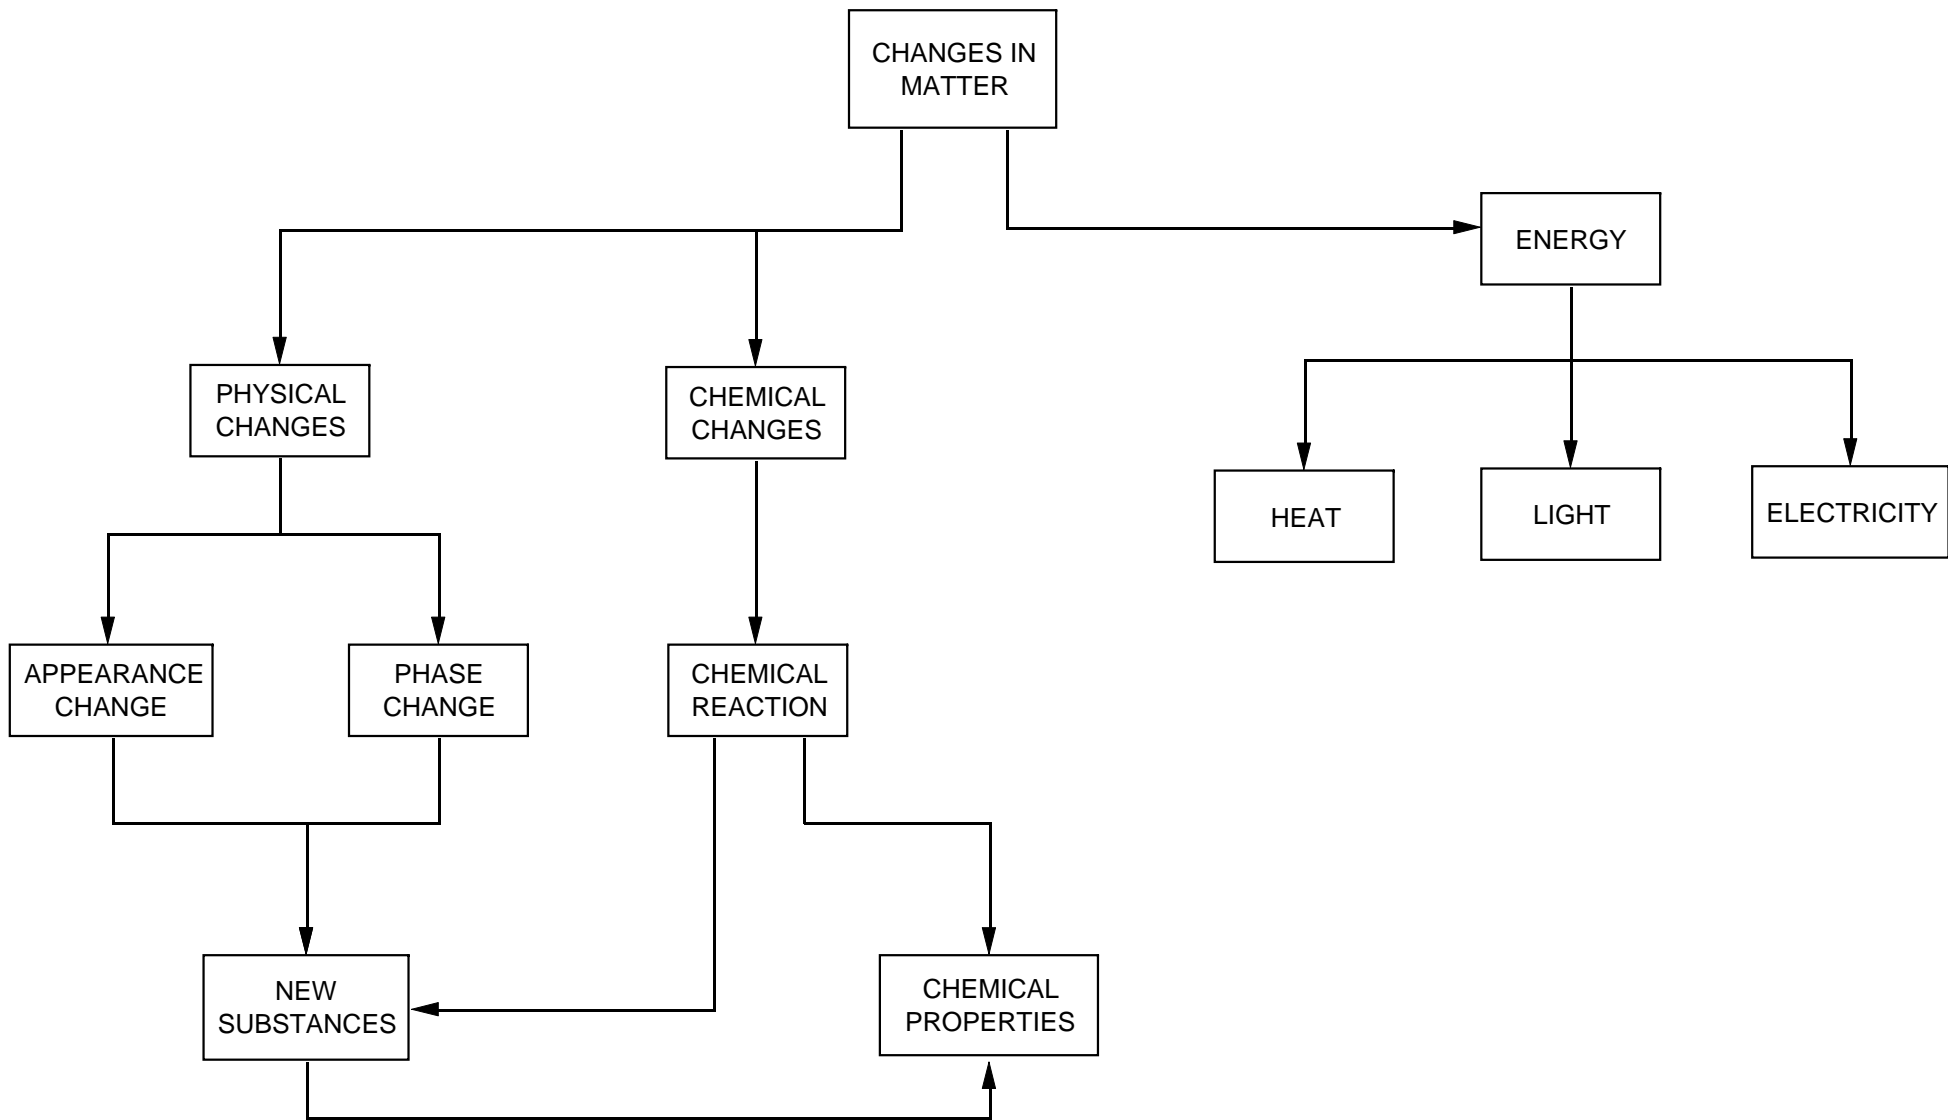 CHANGES IN
MATTER
ENERGY
PHYSICAL
CHANGES
CHEMICAL
CHANGES
HEAT
LIGHT
ELECTRICITY
APPEARANCE
CHANGE
PHASE
CHANGE
CHEMICAL
REACTION
NEW
SUBSTANCES
CHEMICAL
PROPERTIES